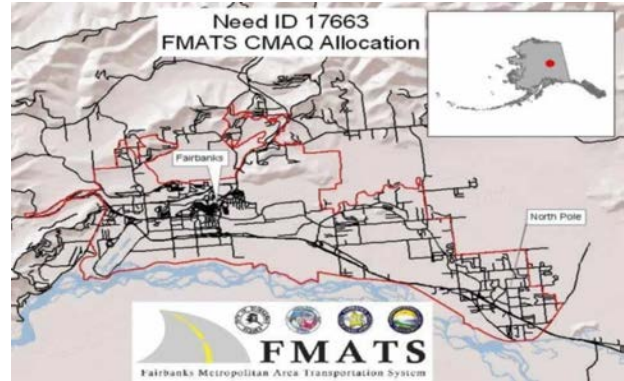 Need ID 17663
FMATS CMAQ Allocation
Fairbanks
North Pole
FMATS
Fairbanks Metropolitan Area Transportation System